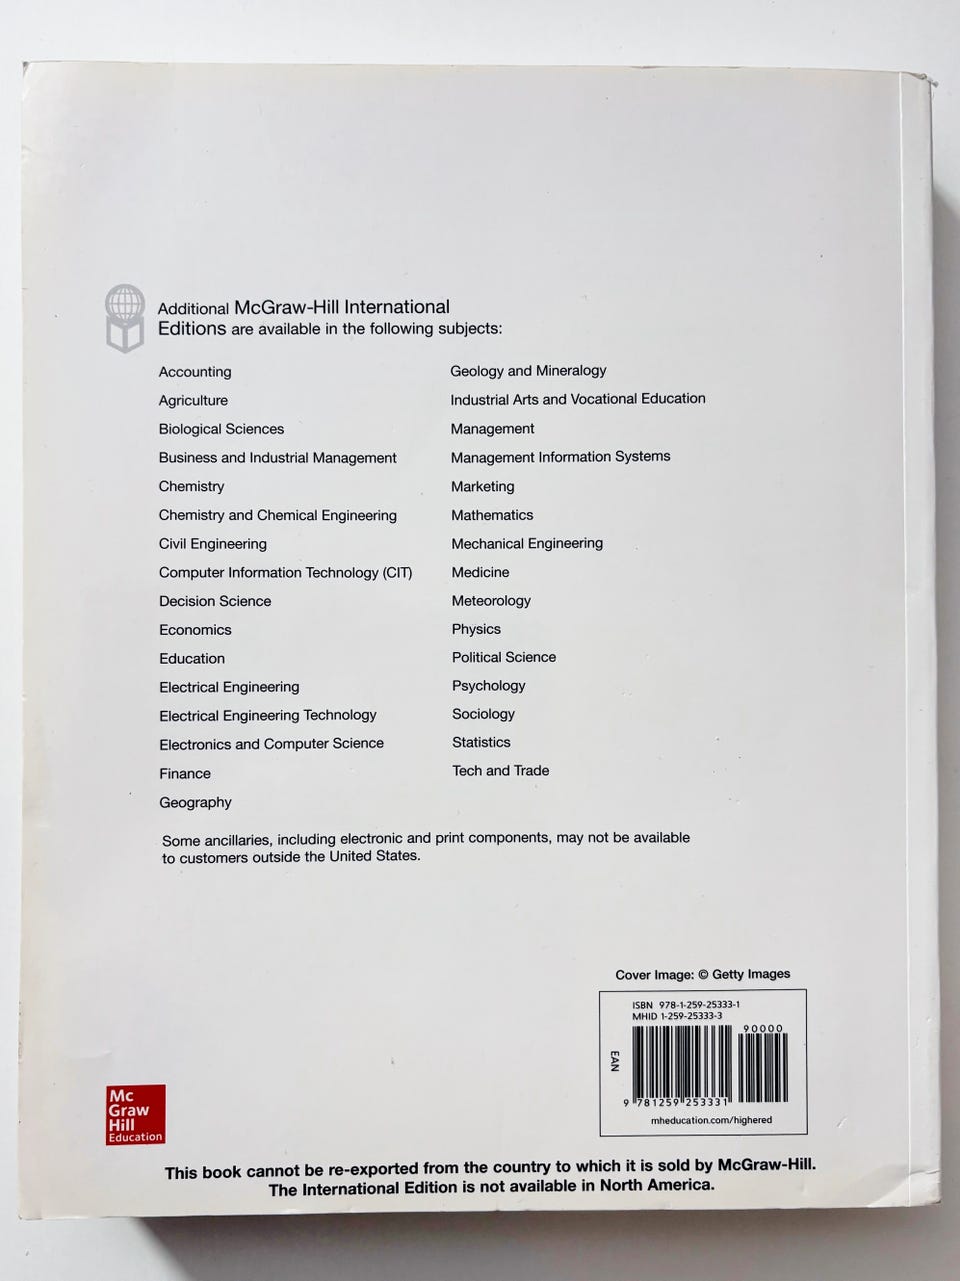 Additional McGraw-Hill International
Editions are available in the following subjects:
Accounting
Agriculture
Biological Sciences
Business and Industrial Management
Chemistry
Chemistry and Chemical Engineering
Civil Engineering
Computer Information Technology (CIT)
Decision Science
Economics
Education
Electrical Engineering
Electrical Engineering Technology
Electronics and Computer Science
Finance
Geography
Geology and Mineralogy
Industrial Arts and Vocational Education
Management
Management Information Systems
Marketing
Mathematics
Mechanical Engineering
Medicine
Meteorology
Physics
Political Science
Psychology
Sociology
Statistics
Tech and Trade
Some ancillaries, including electronic and print components, may not be available
to customers outside the United States.
Cover Image: © Getty Images
ISBN 978-1-259-25333-1
MHID 1-259-25333-3
90000
EAN
9 781259 253331
mheducation.com/highered
Mc
Graw
Hill
Education
This book cannot be re-exported from the country to which it is sold by McGraw-Hill.
The International Edition is not available in North America.